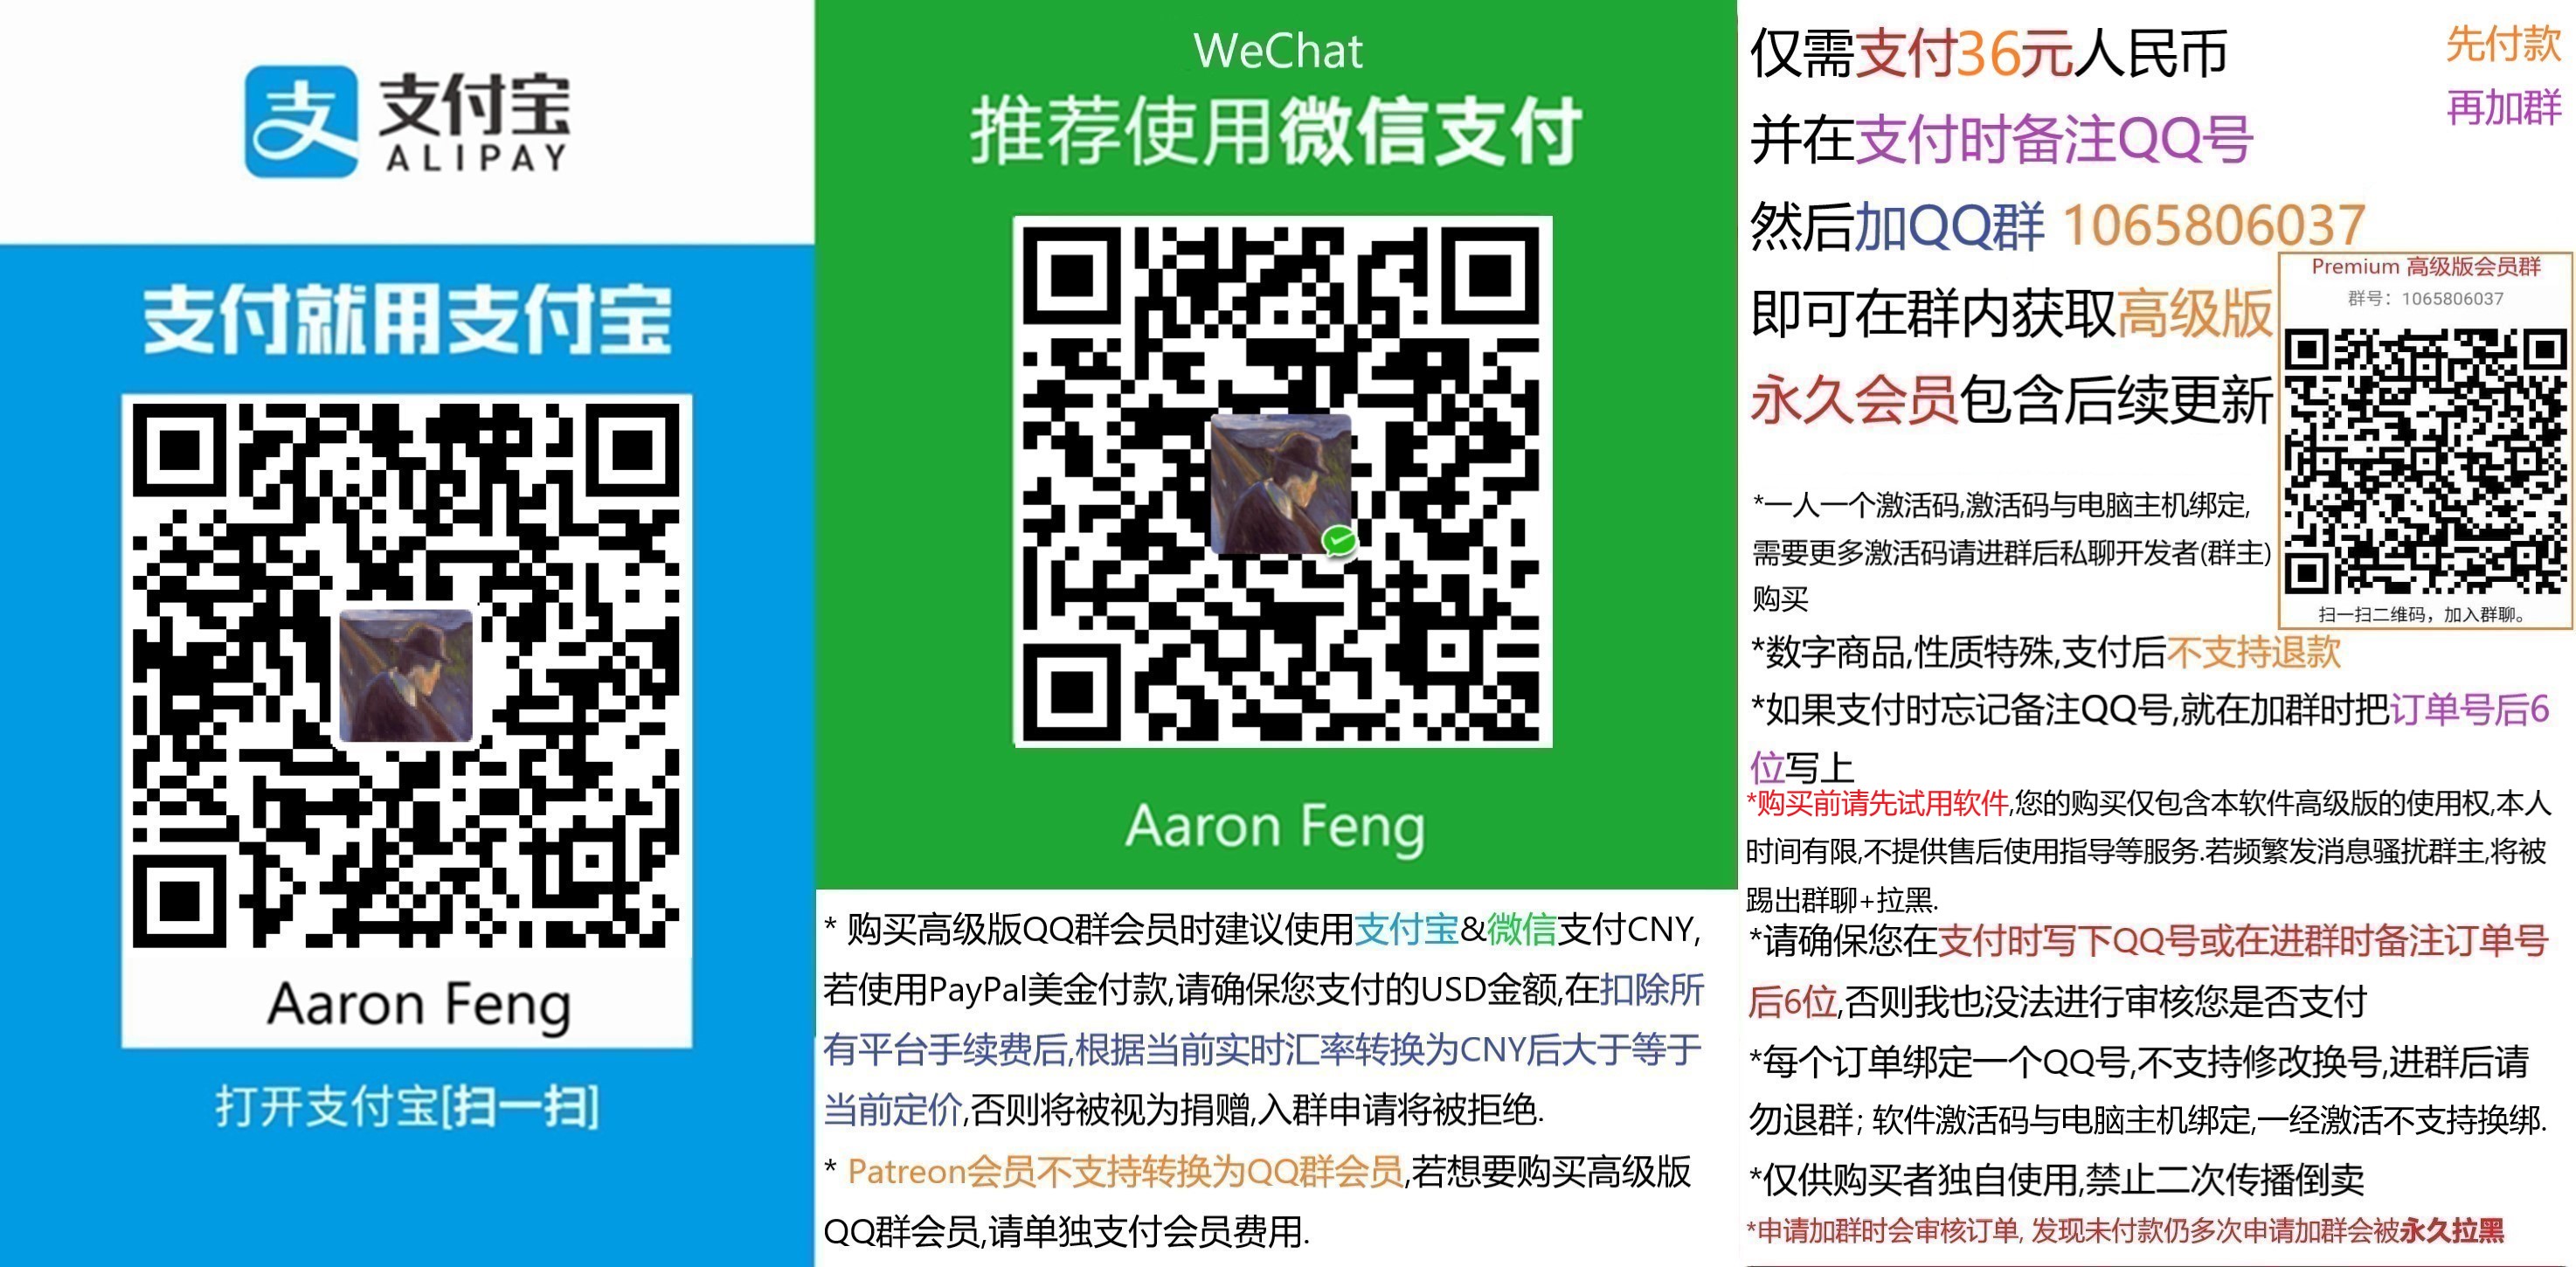 支付宝
ALIPAY
支付就用支付宝
Aaron Feng
打开支付宝[扫一扫]
WeChat
推荐使用微信支付
Aaron Feng
* 购买高级版QQ群会员时建议使用支付宝&微信支付CNY,
若使用PayPal美金付款,请确保您支付的USD金额,在扣除所
有平台手续费后,根据当前实时汇率转换为CNY后大于等于
当前定价,否则将被视为捐赠,入群申请将被拒绝.
* Patreon会员不支持转换为QQ群会员,若想要购买高级版
QQ群会员,请单独支付会员费用.
仅需支付36元人民币
先付款
再加群
并在支付时备注QQ号
然后加QQ群 1065806037
即可在群内获取高级版
永久会员包含后续更新
Premium 高级版会员群
群号：1065806037
扫一扫二维码，加入群聊。
*一人一个激活码,激活码与电脑主机绑定,
需要更多激活码请进群后私聊开发者(群主)
购买
*数字商品,性质特殊,支付后不支持退款
*如果支付时忘记备注QQ号,就在加群时把订单号后6
位写上
*购买前请先试用软件,您的购买仅包含本软件高级版的使用权,本人
时间有限,不提供售后使用指导等服务.若频繁发消息骚扰群主,将被
踢出群聊+拉黑.
*请确保您在支付时写下QQ号或在进群时备注订单号
后6位,否则我也没法进行审核您是否支付
*每个订单绑定一个QQ号,不支持修改换号,进群后请
勿退群; 软件激活码与电脑主机绑定,一经激活不支持换绑.
*仅供购买者独自使用,禁止二次传播倒卖
*申请加群时会审核订单, 发现未付款仍多次申请加群会被永久拉黑